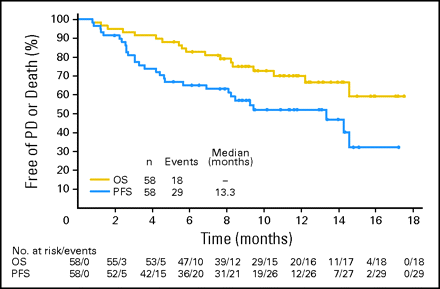 100
90
80
70
60
50
40
30
20
10
Free of PD or Death (%)
n Events Median (months)
OS 58 18 –
PFS 58 29 13.3
2 4 6 8 10 12 14 16 18
Time (months)
No. at risk/events
OS 58/0 55/3 53/5 47/10 39/12 29/15 20/16 11/17 4/18 0/18
PFS 58/0 52/5 42/15 36/20 31/21 19/26 12/26 7/27 2/29 0/29